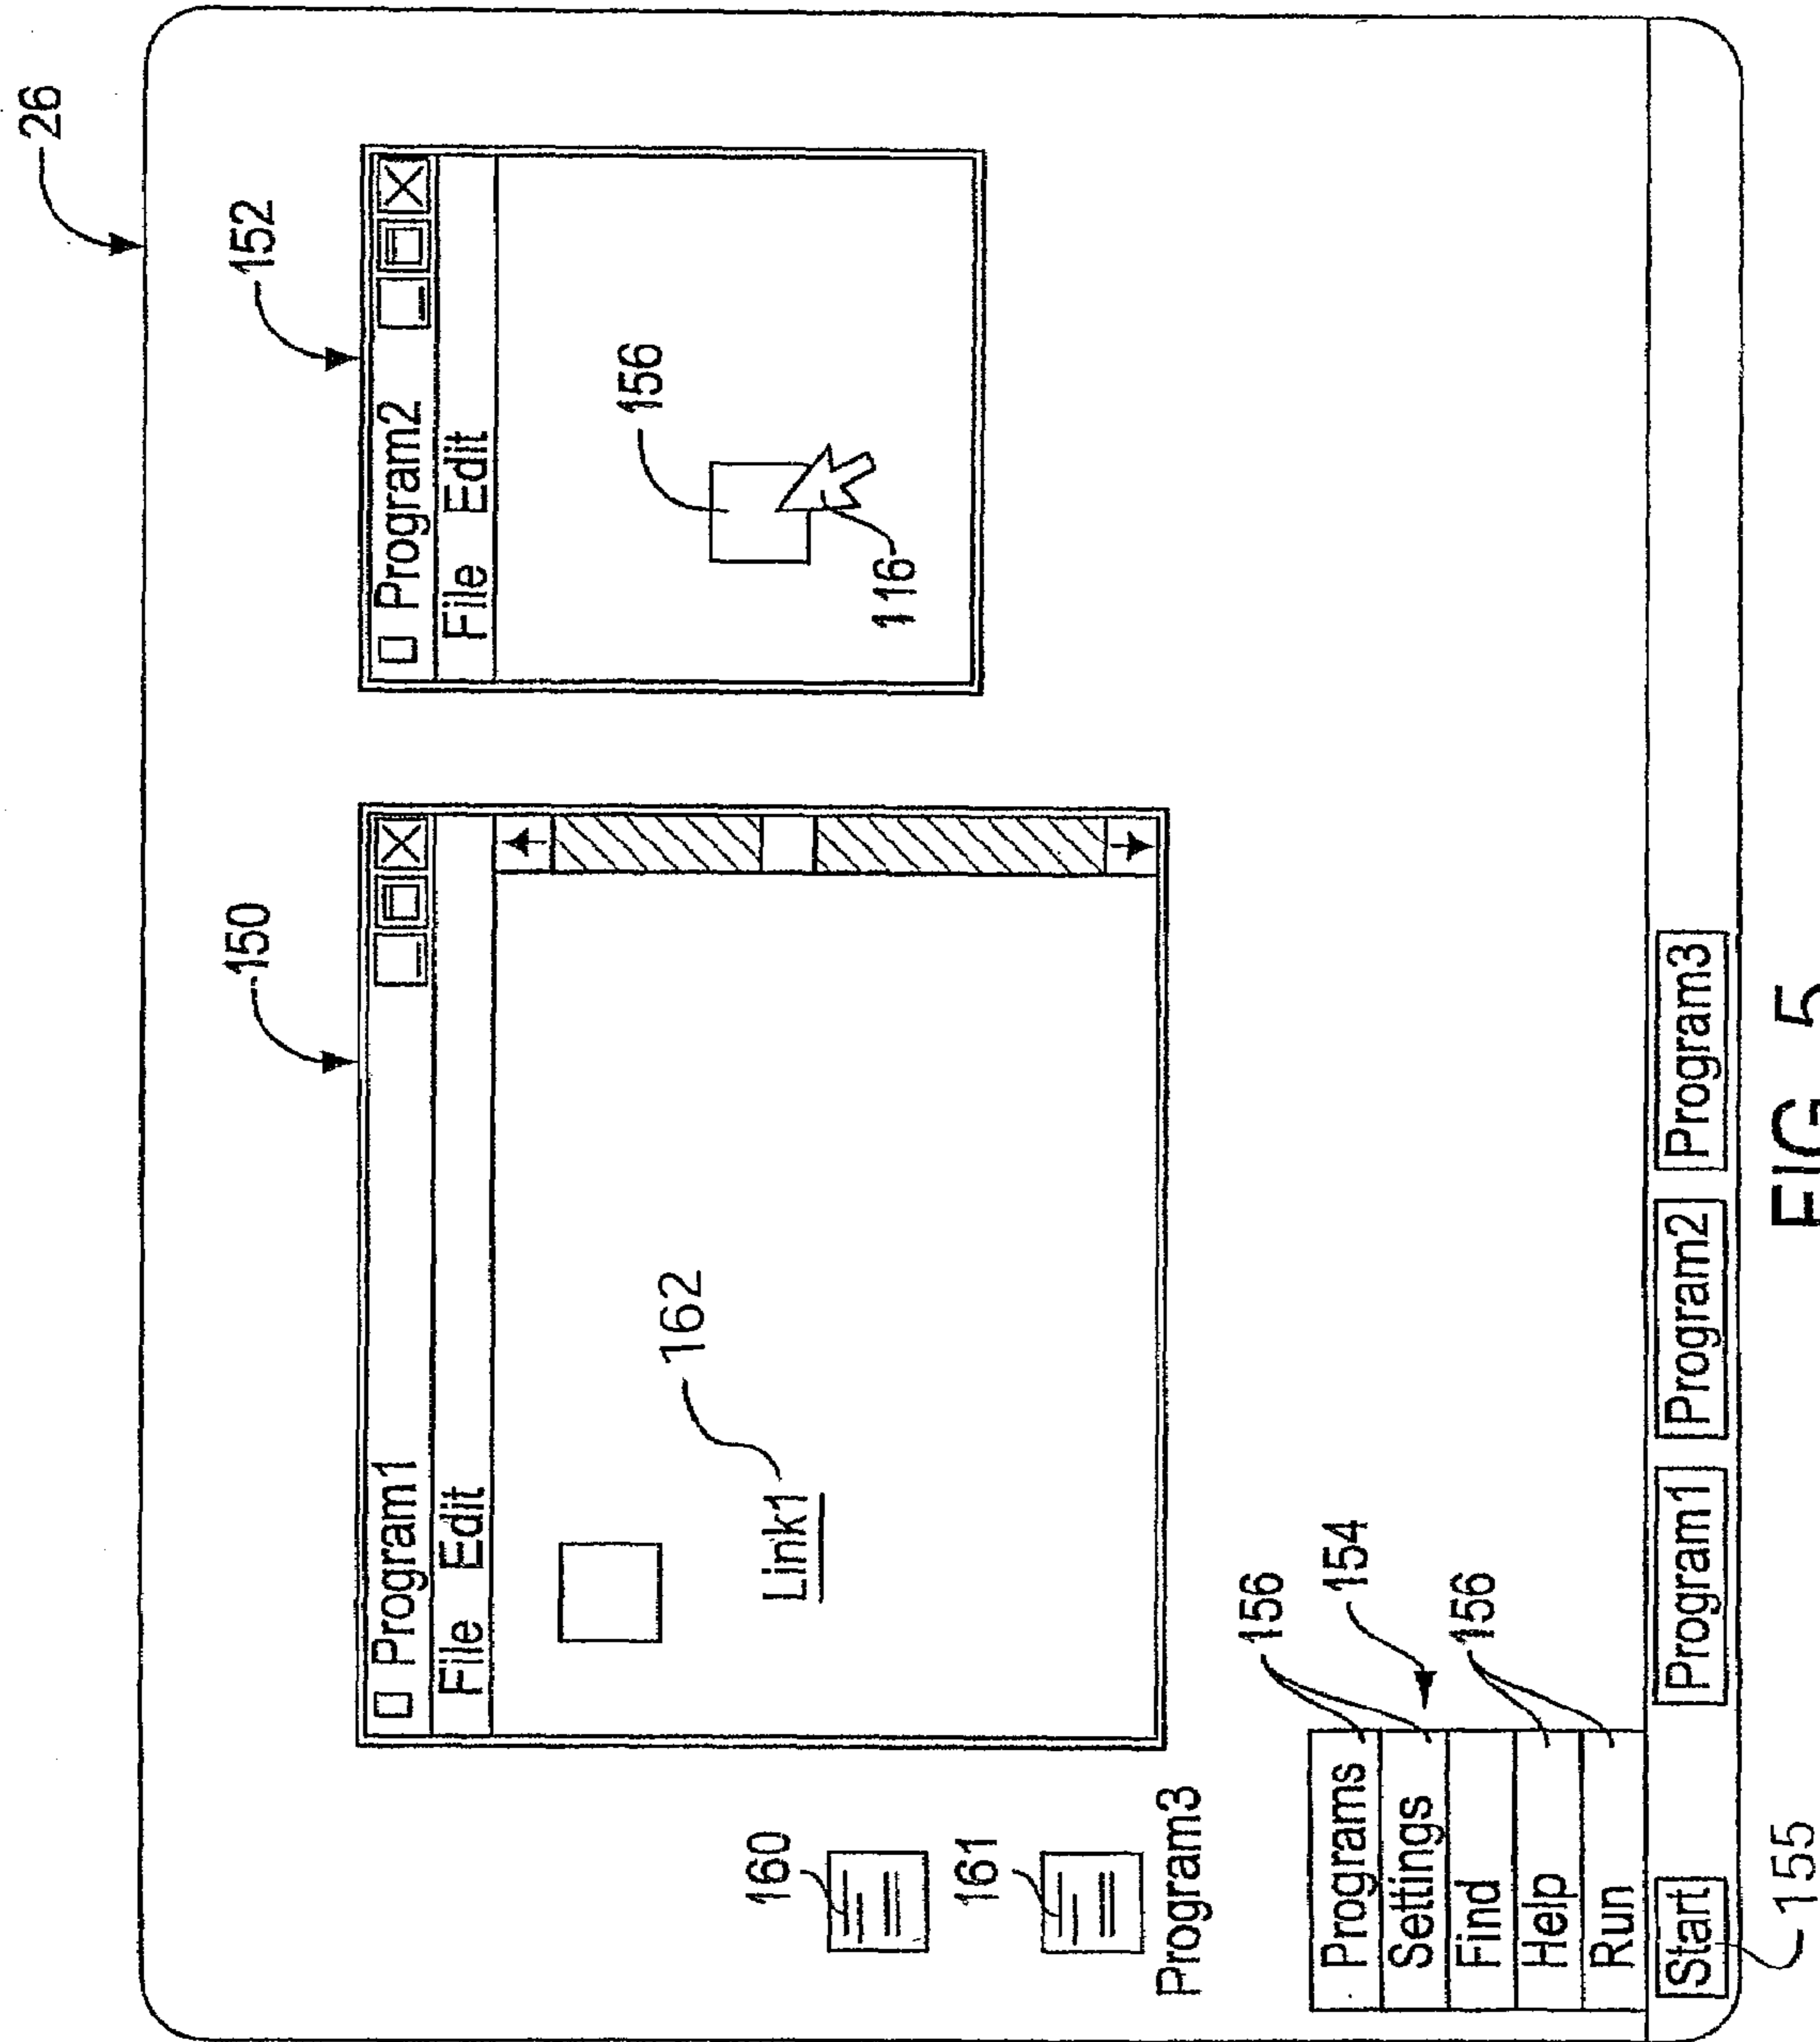 26
150
152
Program1
Program2
File Edit
File Edit
156
162
Link1
116
160
161
Program3
Programs
Settings
Find
Help
Run
156
154
156
Start
Program1
Program2
Program3
155
FIG. 5